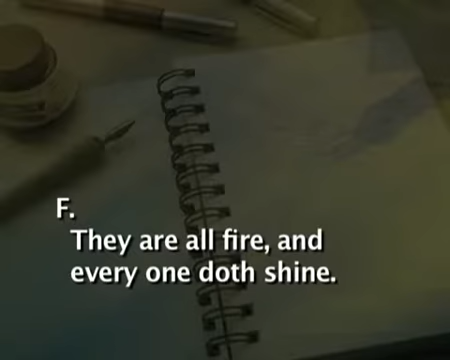 F.
They are all fire, and
every one doth shine.